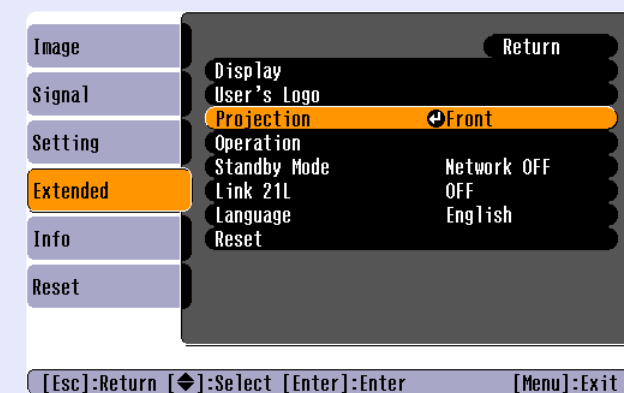 Image
Signal
Setting
Extended
Info
Reset
Return
Display
User's Logo
Projection Front
Operation
Standby Mode Network OFF
Link 21L OFF
Language English
Reset
[Esc]:Return [◆]:Select [Enter]:Enter [Menu]:Exit